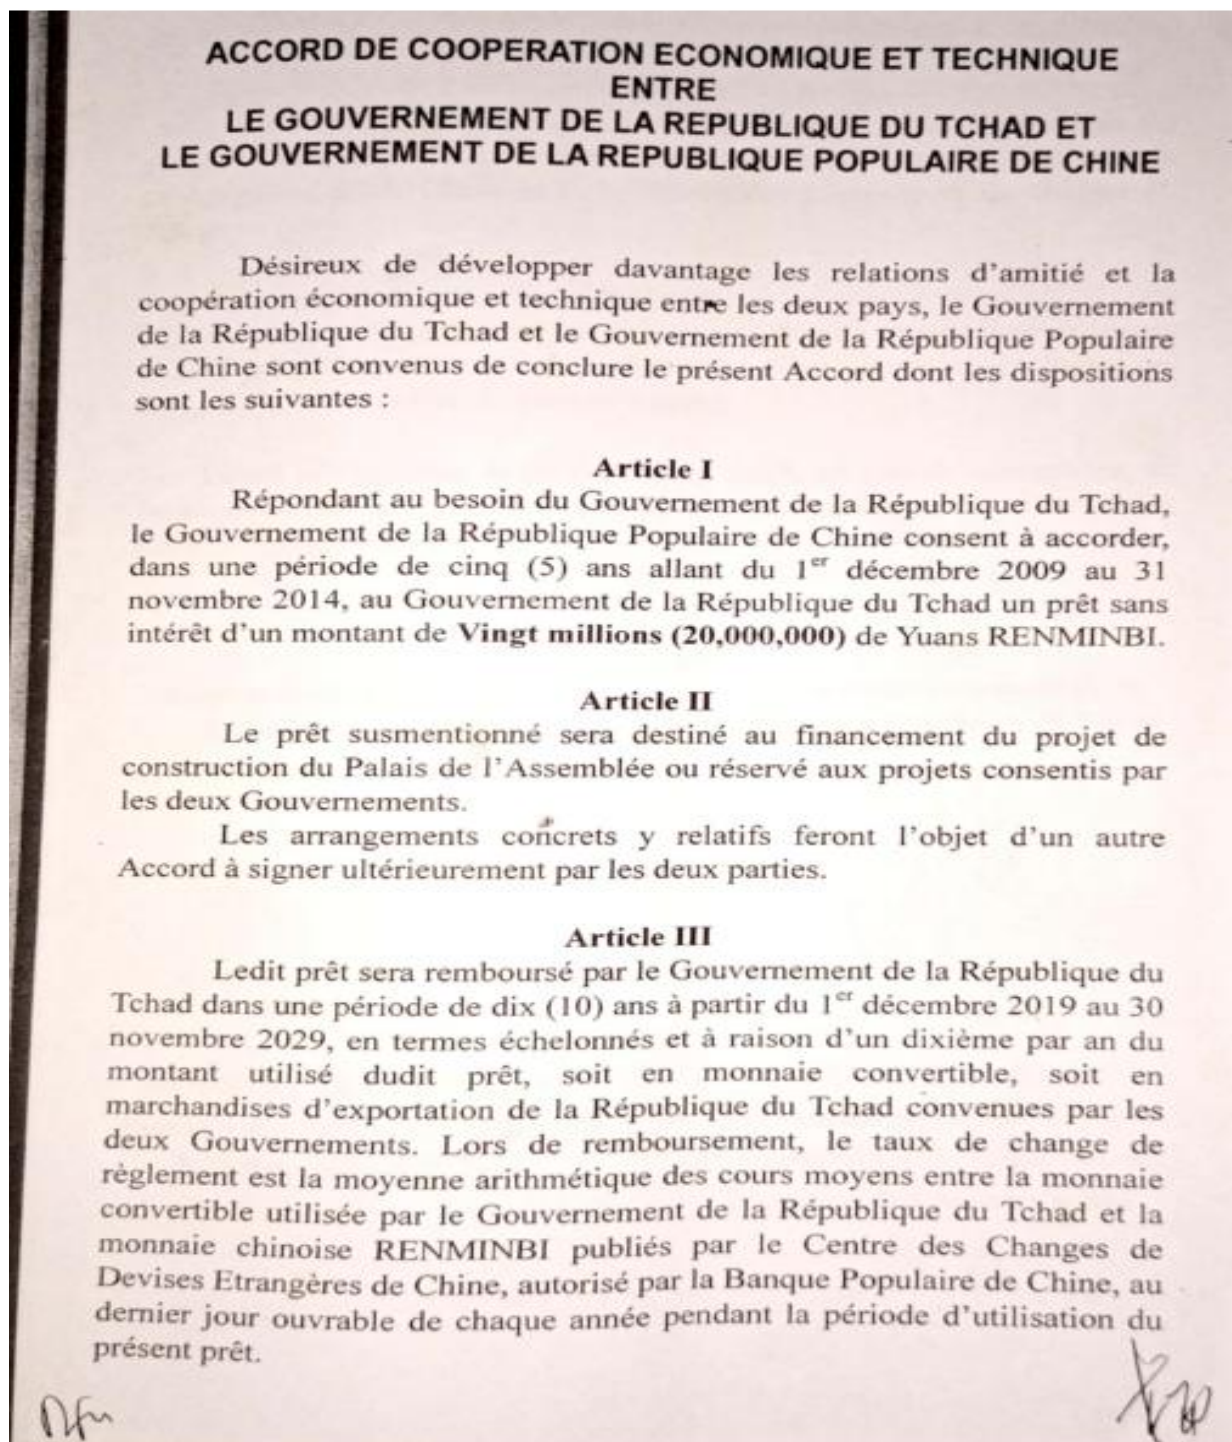 ACCORD DE COOPERATION ECONOMIQUE ET TECHNIQUE
ENTRE
LE GOUVERNEMENT DE LA REPUBLIQUE DU TCHAD ET
LE GOUVERNEMENT DE LA REPUBLIQUE POPULAIRE DE CHINE
Désireux de développer davantage les relations d'amitié et la
coopération économique et technique entre les deux pays, le Gouvernement
de la République du Tchad et le Gouvernement de la République Populaire
de Chine sont convenus de conclure le présent Accord dont les dispositions
sont les suivantes :
Article I
Répondant au besoin du Gouvernement de la République du Tchad,
le Gouvernement de la République Populaire de Chine consent à accorder,
dans une période de cinq (5) ans allant du 1er décembre 2009 au 31
novembre 2014, au Gouvernement de la République du Tchad un prêt sans
intérêt d'un montant de Vingt millions (20,000,000) de Yuans RENMINBI.
Article II
Le prêt susmentionné sera destiné au financement du projet de
construction du Palais de l'Assemblée ou réservé aux projets consentis par
les deux Gouvernements.
Les arrangements concrets y relatifs feront l'objet d'un autre
Accord à signer ultérieurement par les deux parties.
Article III
Ledit prêt sera remboursé par le Gouvernement de la République du
Tchad dans une période de dix (10) ans à partir du 1er décembre 2019 au 30
novembre 2029, en termes échelonnés et à raison d'un dixième par an du
montant utilisé dudit prêt, soit en monnaie convertible, soit en
marchandises d'exportation de la République du Tchad convenues par les
deux Gouvernements. Lors de remboursement, le taux de change de
règlement est la moyenne arithmétique des cours moyens entre la monnaie
convertible utilisée par le Gouvernement de la République du Tchad et la
monnaie chinoise RENMINBI publiés par le Centre des Changes de
Devises Etrangères de Chine, autorisé par la Banque Populaire de Chine, au
dernier jour ouvrable de chaque année pendant la période d'utilisation du
présent prêt.